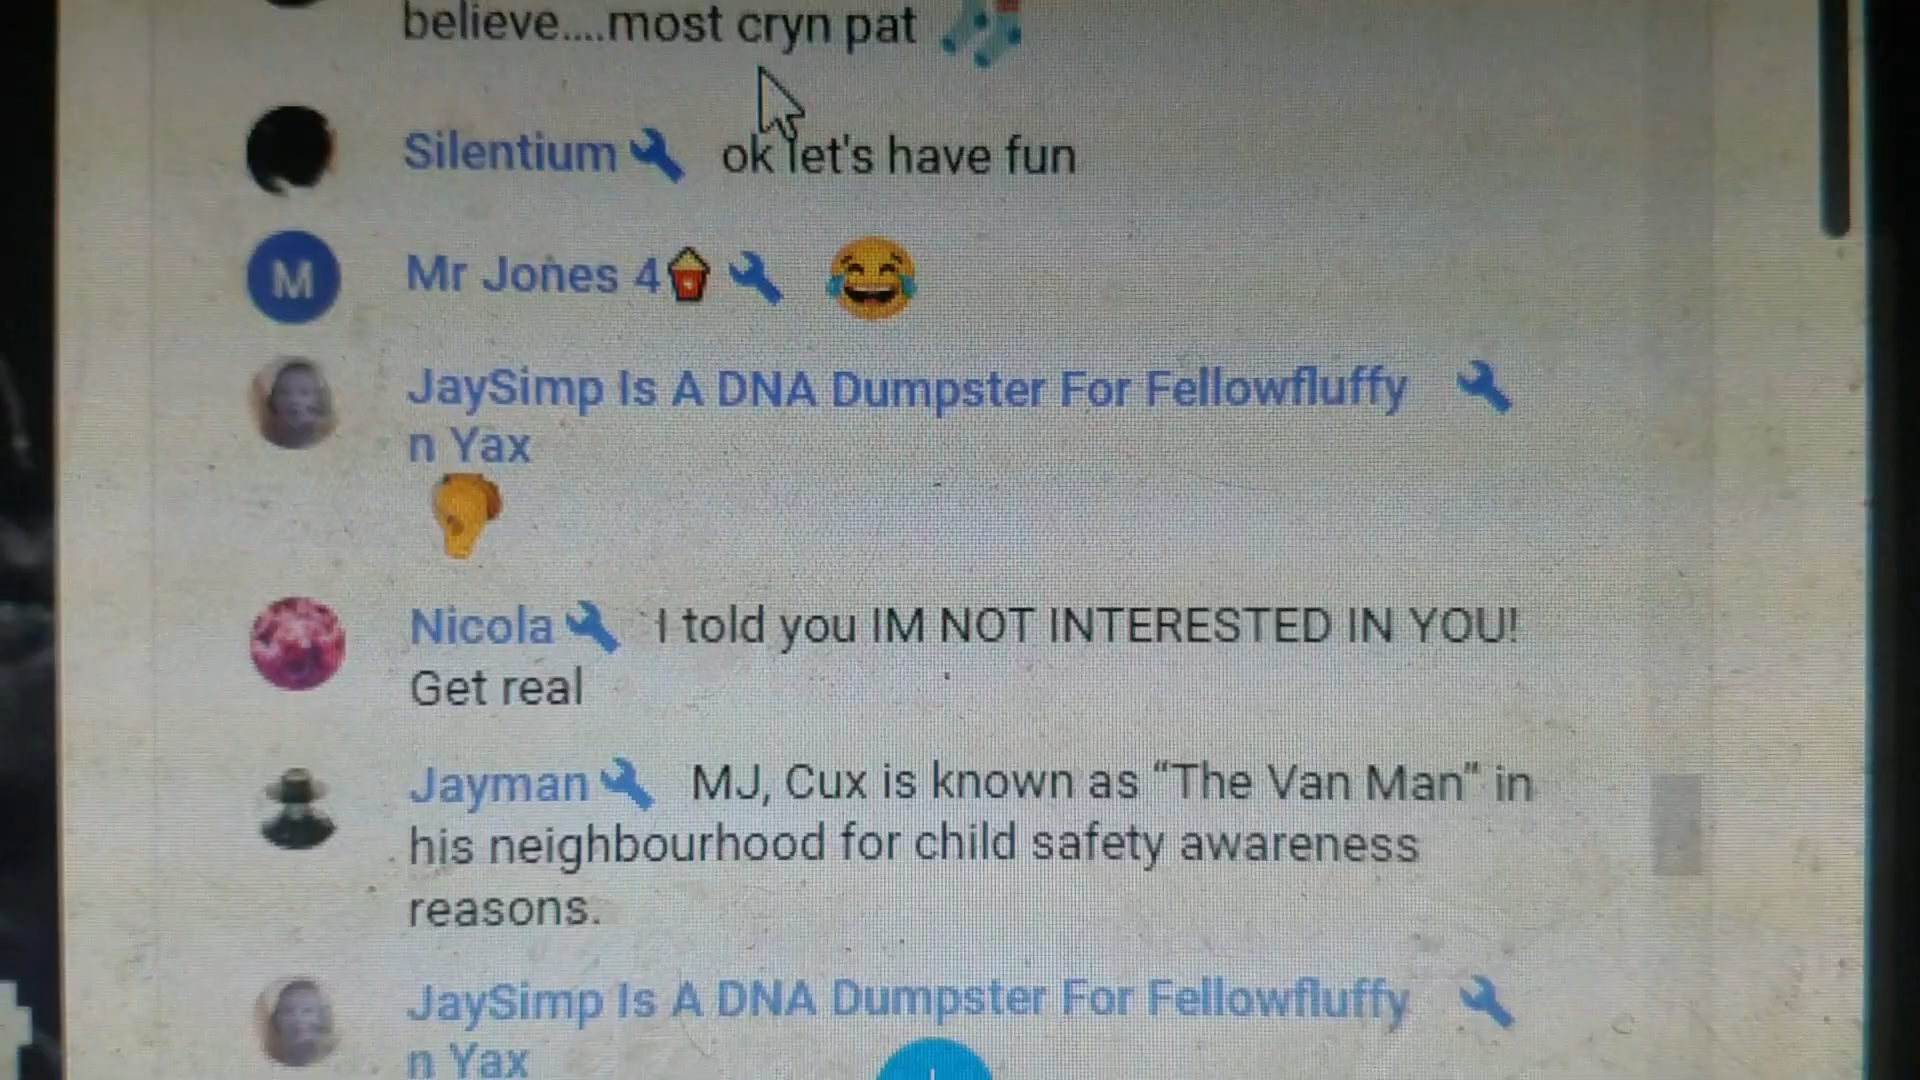 believe....most cryn pat
Silentium ok let's have fun
M Mr Jones 4 
JaySimp Is A DNA Dumpster For Fellowfluffy
n Yax
Nicola I told you IM NOT INTERESTED IN YOU!
Get real
Jayman MJ, Cux is known as “The Van Man” in
his neighbourhood for child safety awareness
reasons.
JaySimp Is A DNA Dumpster For Fellowfluffy
n Yax